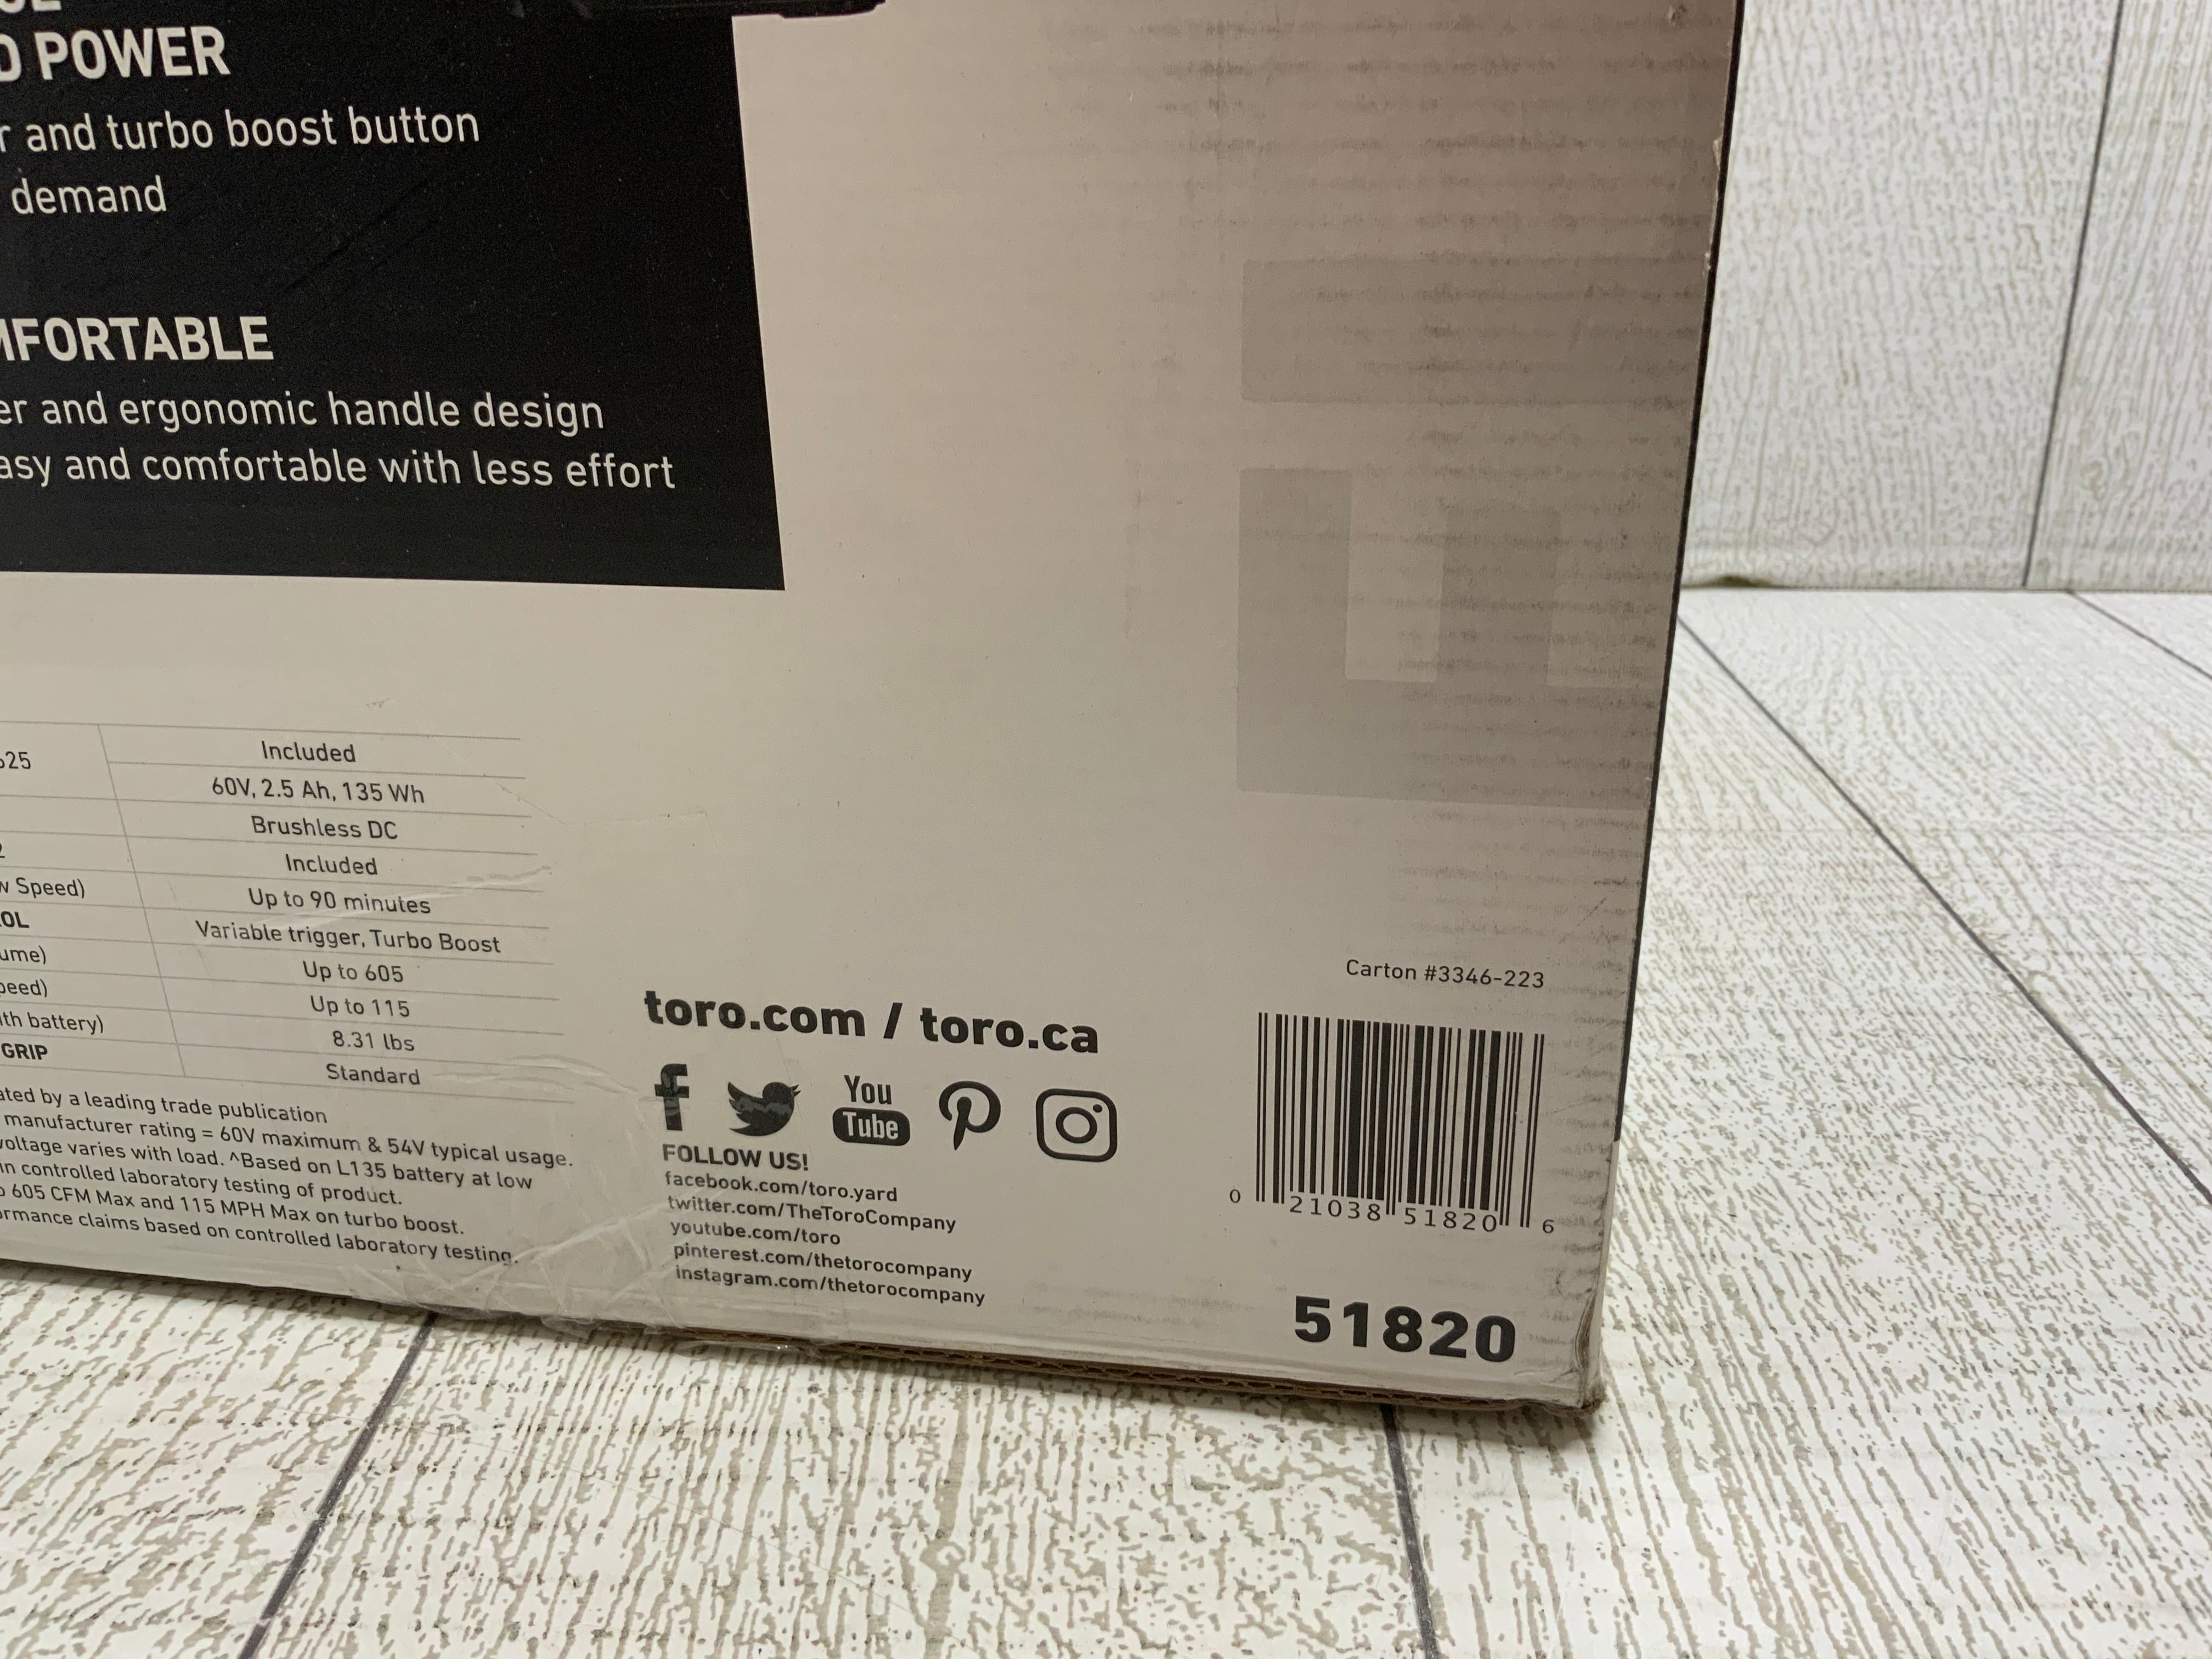 D POWER
r and turbo boost button
demand
MFORTABLE
er and ergonomic handle design
asy and comfortable with less effort
525
Included
60V, 2.5 Ah, 135 Wh
Brushless DC
2
Included
w Speed)
Up to 90 minutes
OL
Variable trigger, Turbo Boost
ume)
Up to 605
peed)
Up to 115
ith battery)
8.31 lbs
GRIP
Standard
ated by a leading trade publication
manufacturer rating = 60V maximum & 54V typical usage.
voltage varies with load. ^Based on L135 battery at low
in controlled laboratory testing of product.
o 605 CFM Max and 115 MPH Max on turbo boost.
ormance claims based on controlled laboratory testing.
toro.com / toro.ca
You
Tube
FOLLOW US!
facebook.com/toro.yard
twitter.com/TheToroCompany
youtube.com/toro
pinterest.com/thetorocompany
instagram.com/thetorocompany
Carton #3346-223
0 21038 51820 6
51820